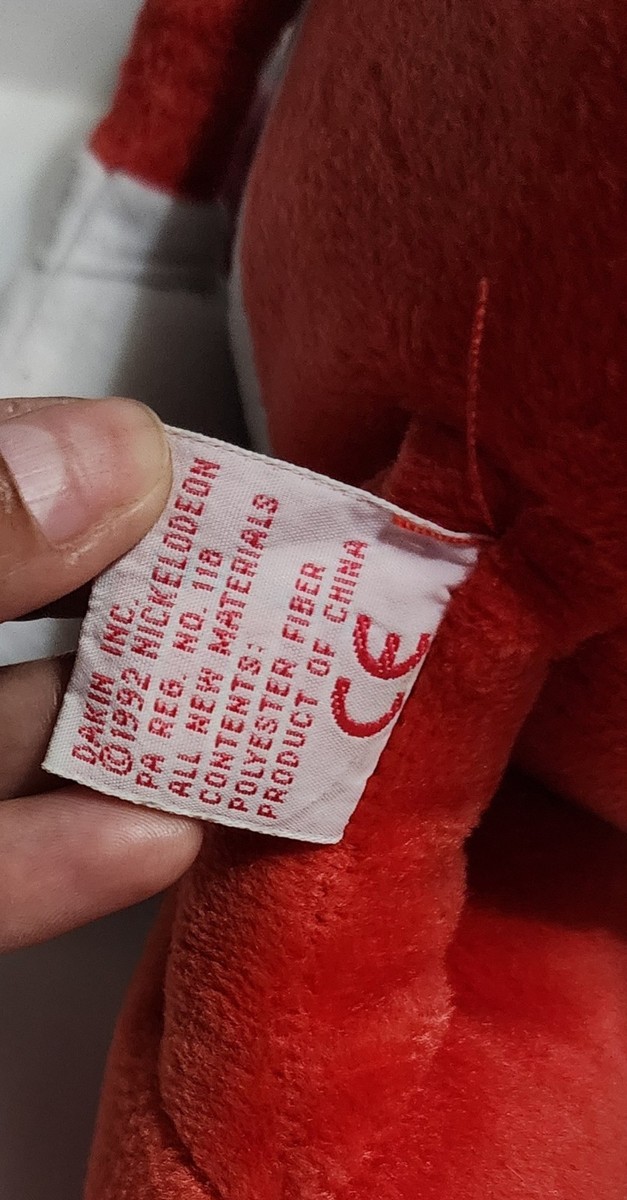 DAKIN INC.
©1992 NICKELODEON
PA REG. NO. 118
ALL NEW MATERIALS
CONTENTS:
POLYESTER FIBER
PRODUCT OF CHINA
CE